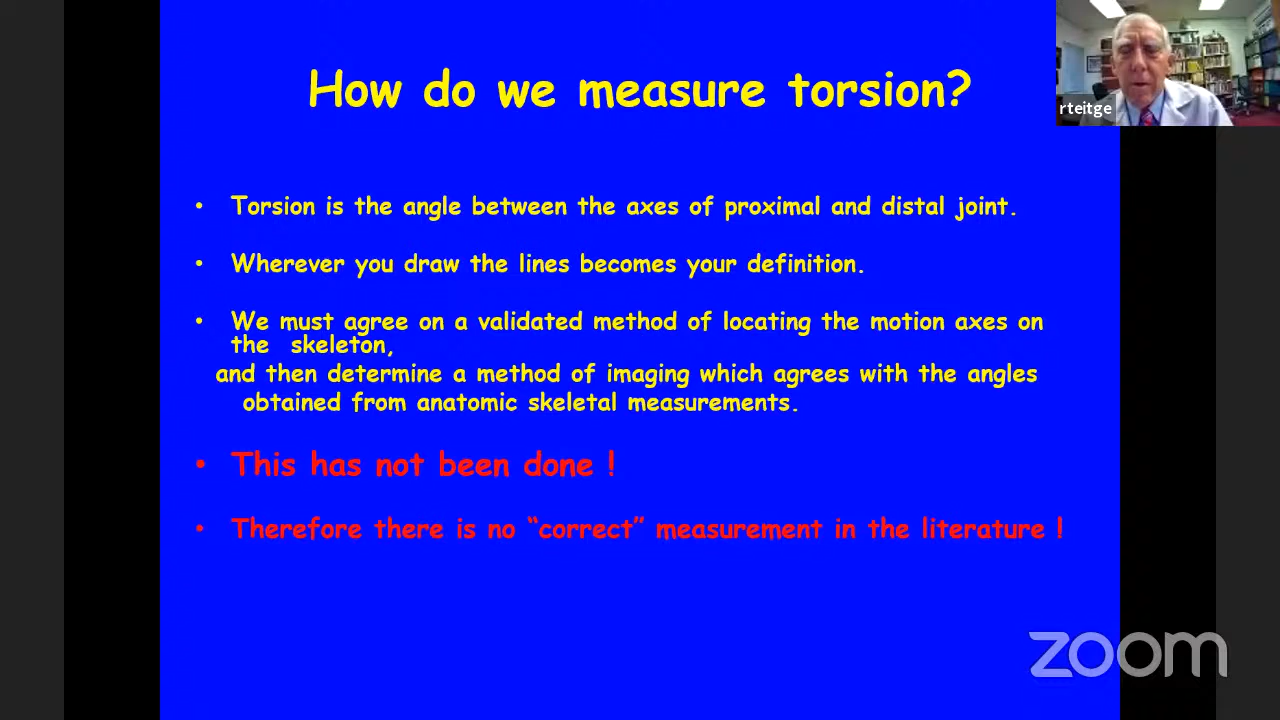 How do we measure torsion?
rteitge
• Torsion is the angle between the axes of proximal and distal joint.
• Wherever you draw the lines becomes your definition.
• We must agree on a validated method of locating the motion axes on
the skeleton,
and then determine a method of imaging which agrees with the angles
obtained from anatomic skeletal measurements.
• This has not been done !
• Therefore there is no “correct” measurement in the literature !
zoom